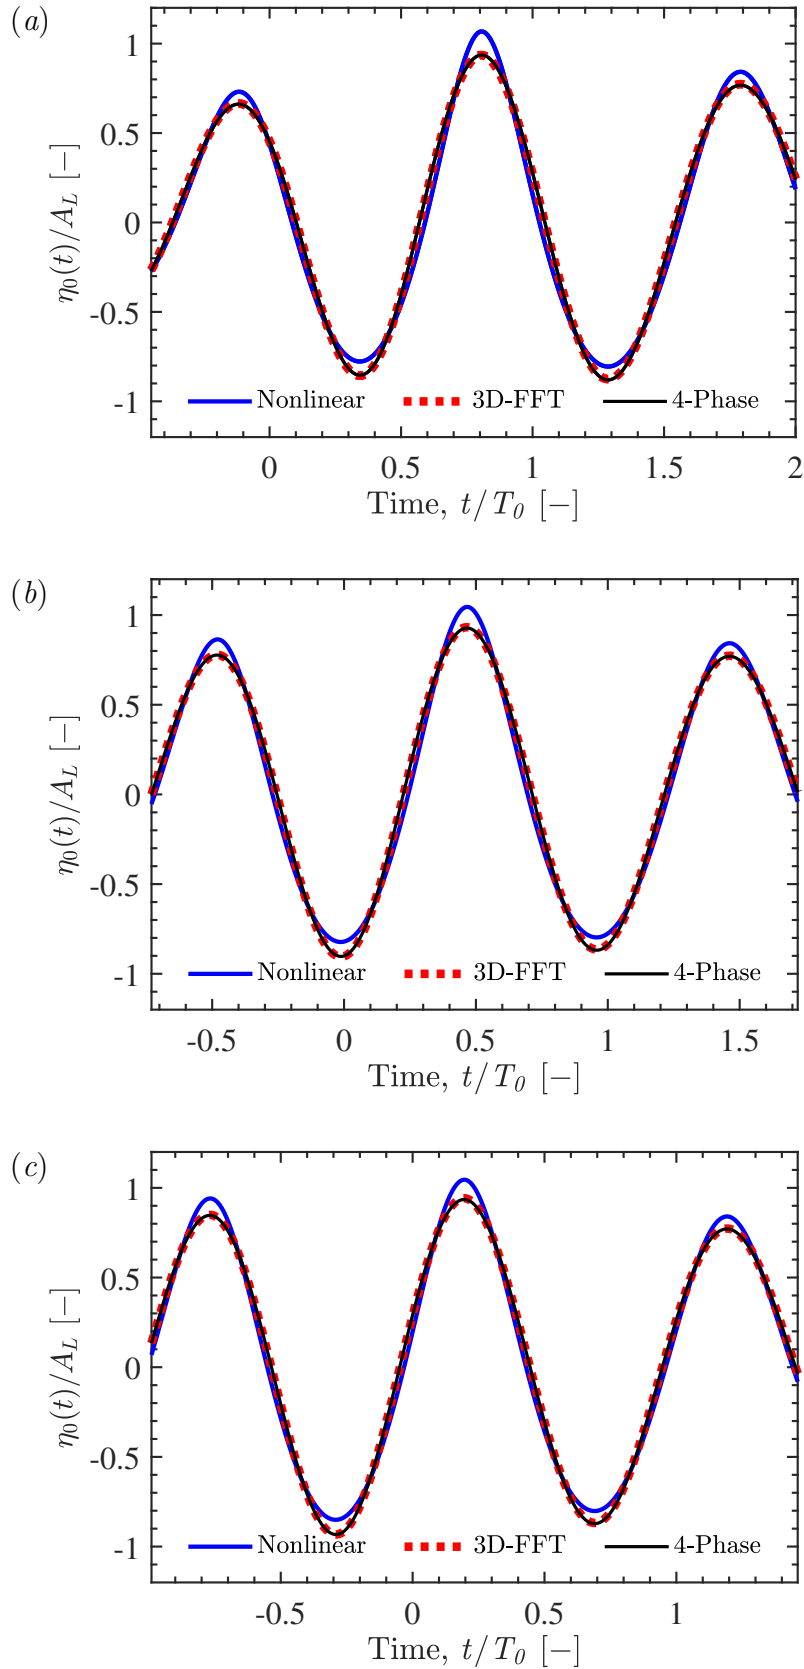 (a)
η0(t)/AL [−]
1
0.5
0
-0.5
-1
Nonlinear 3D-FFT 4-Phase
0 0.5 1 1.5 2
Time, t/T0 [−]
(b)
η0(t)/AL [−]
1
0.5
0
-0.5
-1
Nonlinear 3D-FFT 4-Phase
-0.5 0 0.5 1 1.5
Time, t/T0 [−]
(c)
η0(t)/AL [−]
1
0.5
0
-0.5
-1
Nonlinear 3D-FFT 4-Phase
-0.5 0 0.5 1
Time, t/T0 [−]